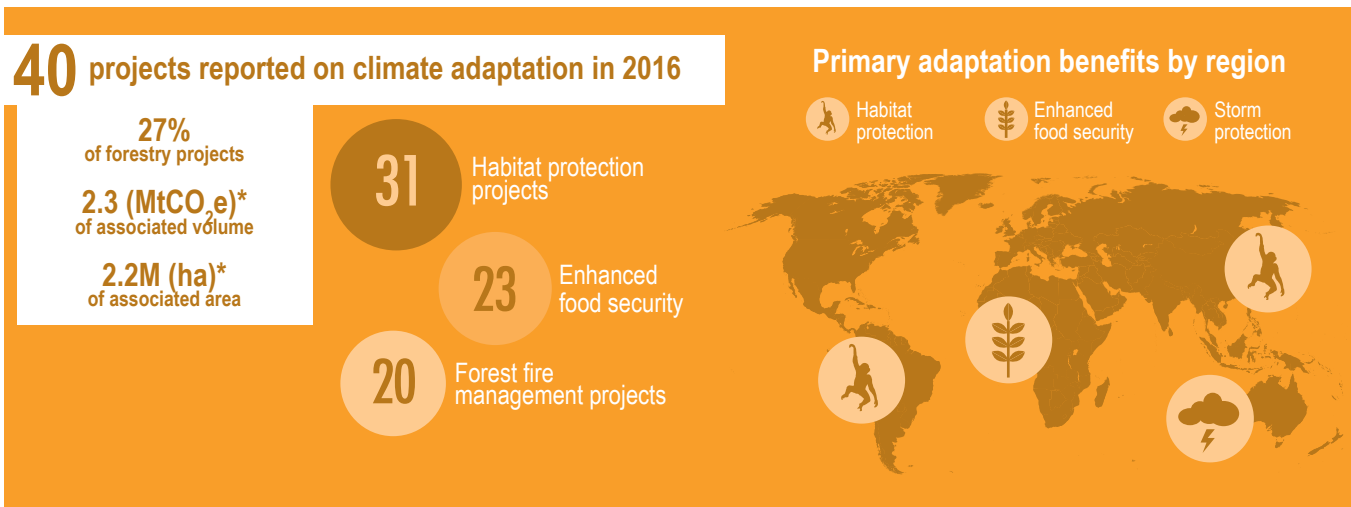 40 projects reported on climate adaptation in 2016
27%
of forestry projects
2.3 (MtCO2e)*
of associated volume
2.2M (ha)*
of associated area
31
Habitat protection
projects
23
Enhanced
food security
20
Forest fire
management projects
Primary adaptation benefits by region
Habitat
protection
Enhanced
food security
Storm
protection